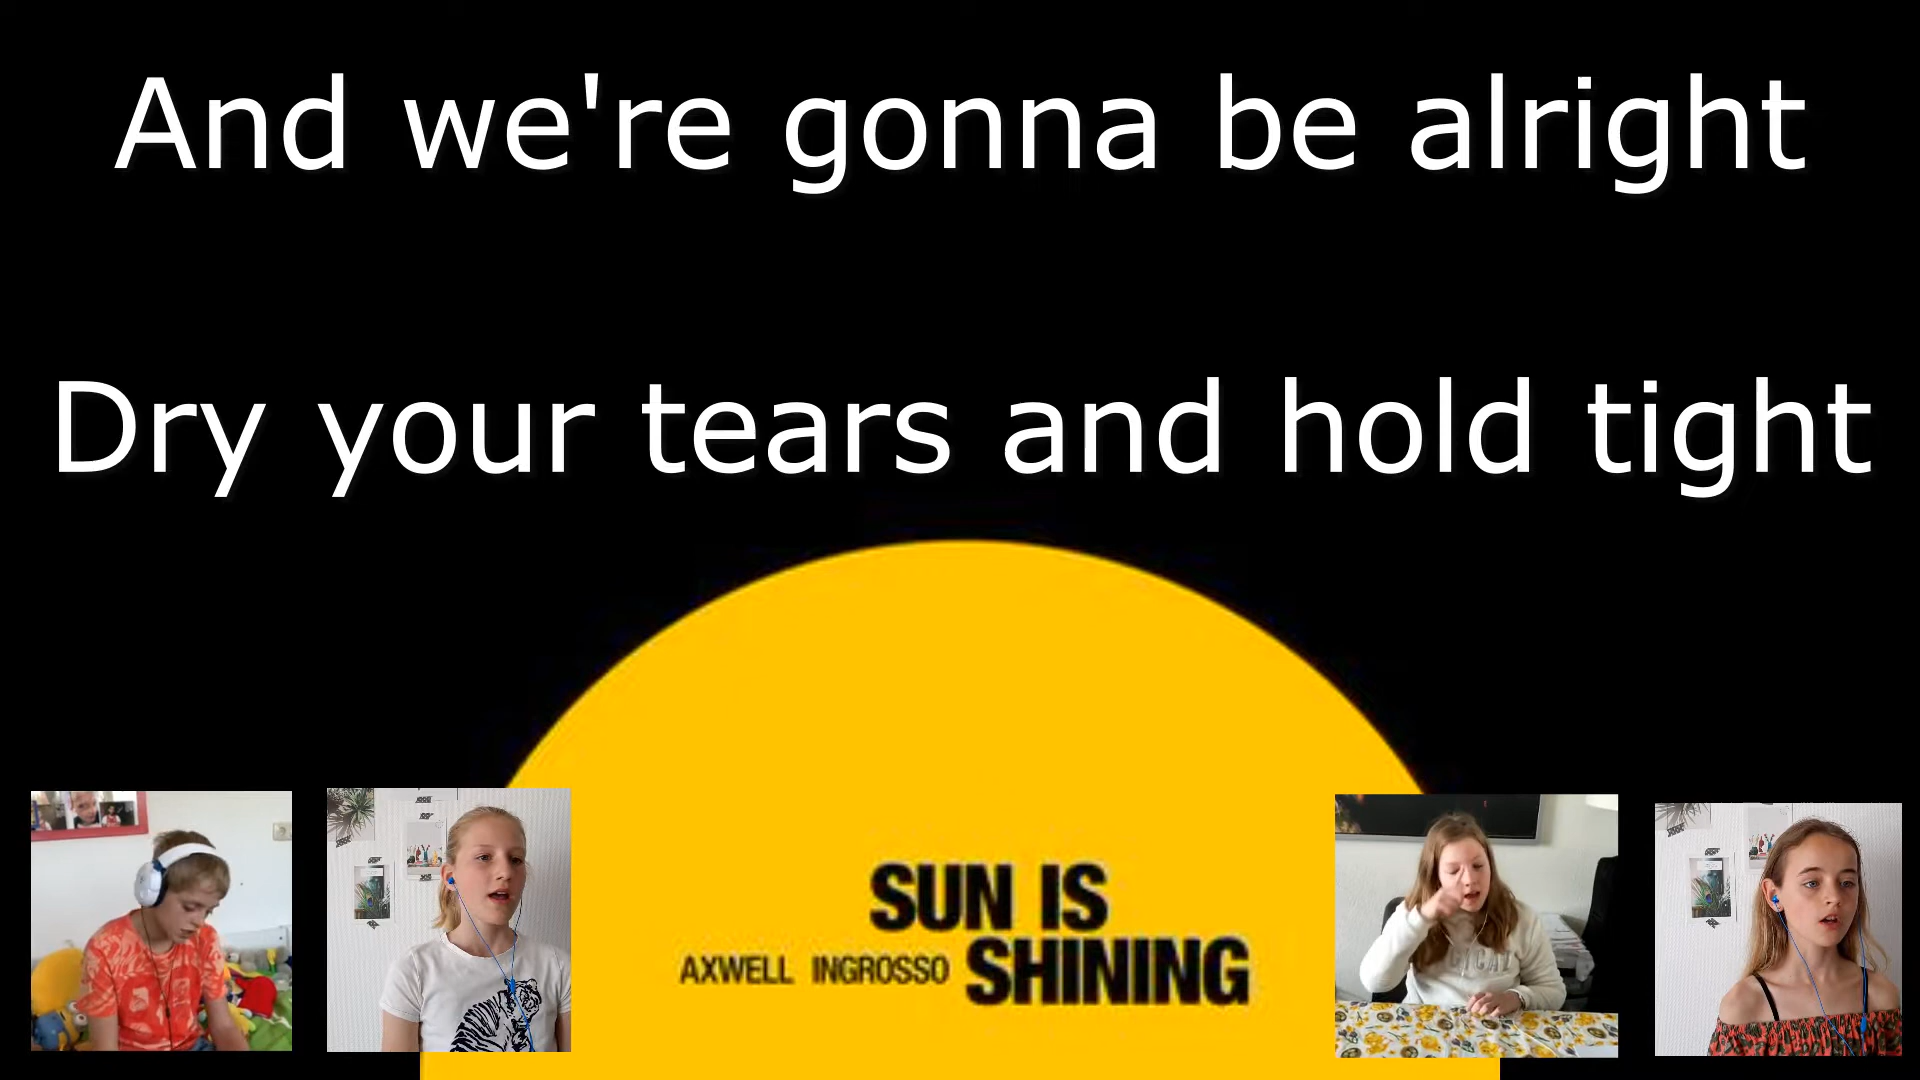 And we're gonna be alright
Dry your tears and hold tight
SUN IS
AXWELL INGROSSO SHINING